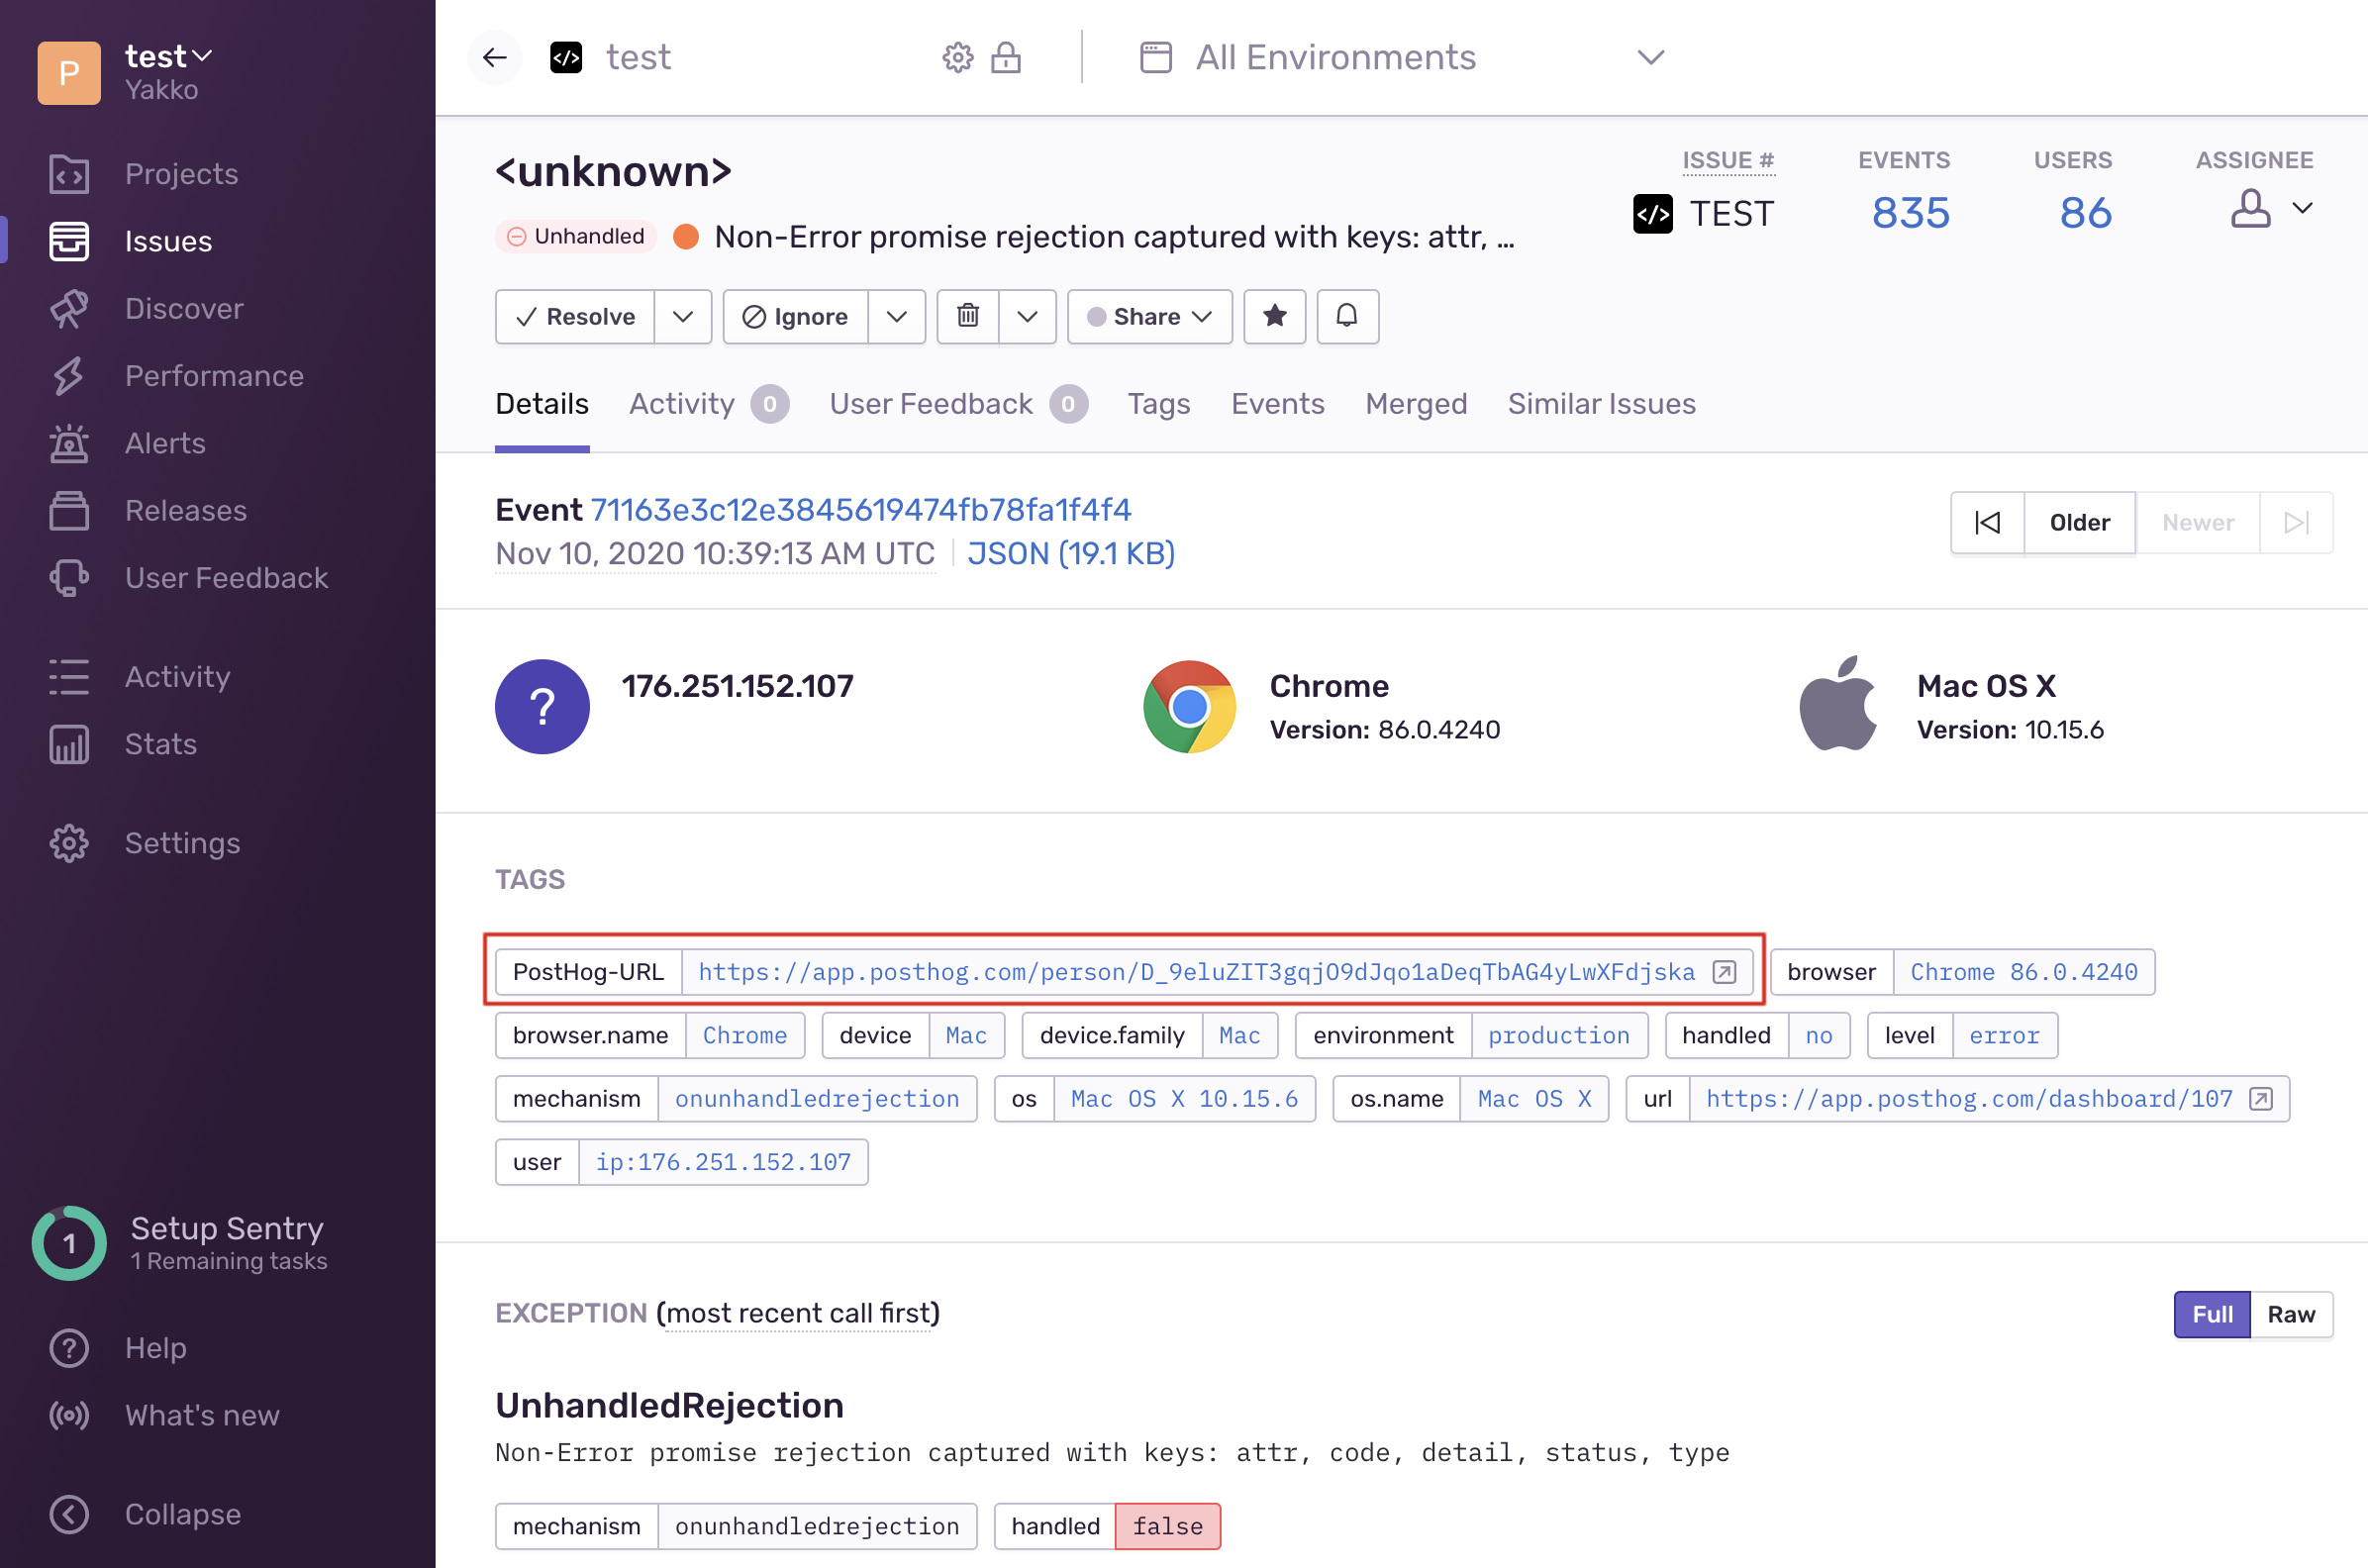 P
test
Yakko
Projects
Issues
Discover
Performance
Alerts
Releases
User Feedback
Activity
Stats
Settings
1
Setup Sentry
1 Remaining tasks
Help
What's new
Collapse
test
All Environments
<unknown>
Unhandled
Non-Error promise rejection captured with keys: attr, ...
ISSUE #
TEST
EVENTS
835
USERS
86
ASSIGNEE
Resolve
Ignore
Share
Details
Activity 0
User Feedback 0
Tags
Events
Merged
Similar Issues
Event 71163e3c12e3845619474fb78fa1f4f4
Nov 10, 2020 10:39:13 AM UTC
JSON (19.1 KB)
Older
Newer
?
176.251.152.107
Chrome
Version: 86.0.4240
Mac OS X
Version: 10.15.6
TAGS
PostHog-URL https://app.posthog.com/person/D_9eluZIT3gqjO9dJqo1aDeqTbAG4yLwXFdjska
browser Chrome 86.0.4240
browser.name Chrome
device Mac
device.family Mac
environment production
handled no
level error
mechanism onunhandledrejection
os Mac OS X 10.15.6
os.name Mac OS X
url https://app.posthog.com/dashboard/107
user ip:176.251.152.107
EXCEPTION (most recent call first)
Full
Raw
UnhandledRejection
Non-Error promise rejection captured with keys: attr, code, detail, status, type
mechanism onunhandledrejection
handled false